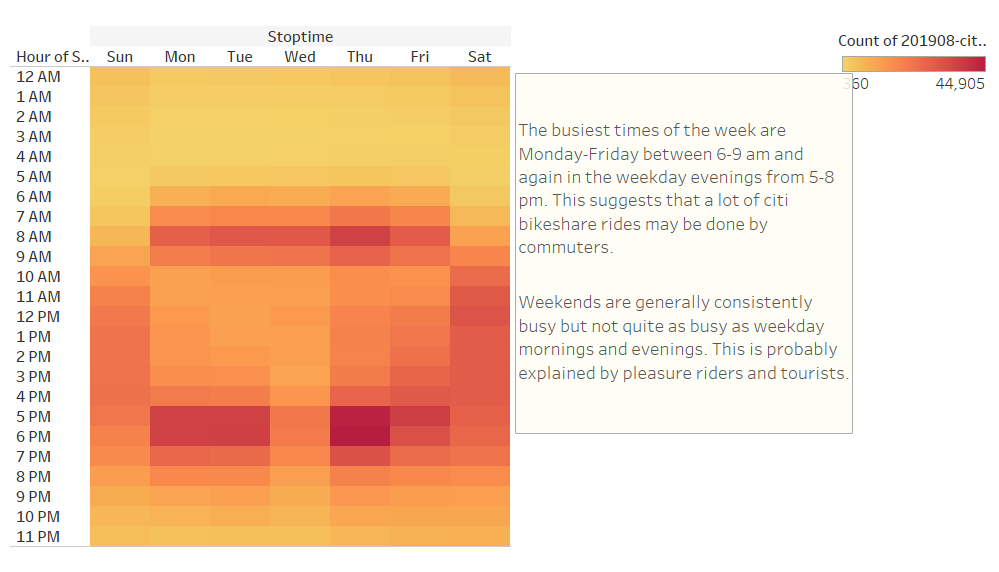 Stoptime
Hour of S.. Sun Mon Tue Wed Thu Fri Sat
12 AM
1 AM
2 AM
3 AM
4 AM
5 AM
6 AM
7 AM
8 AM
9 AM
10 AM
11 AM
12 PM
1 PM
2 PM
3 PM
4 PM
5 PM
6 PM
7 PM
8 PM
9 PM
10 PM
11 PM
The busiest times of the week are
Monday-Friday between 6-9 am and
again in the weekday evenings from 5-8
pm. This suggests that a lot of citi
bikeshare rides may be done by
commuters.
Weekends are generally consistently
busy but not quite as busy as weekday
mornings and evenings. This is probably
explained by pleasure riders and tourists.
Count of 201908-cit..
360 44,905